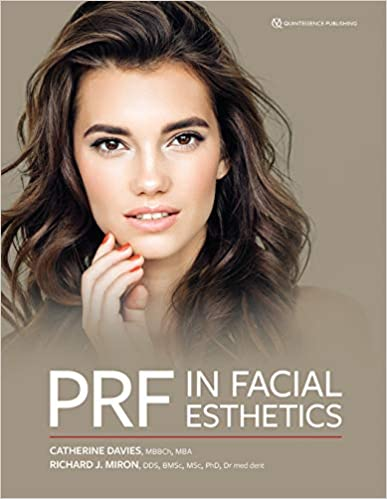 QUINTESSENCE PUBLISHING
PRF IN FACIAL
ESTHETICS
CATHERINE DAVIES, MBBCh, MBA
RICHARD J. MIRON, DDS, BMSc, MSc, PhD, Dr med dent